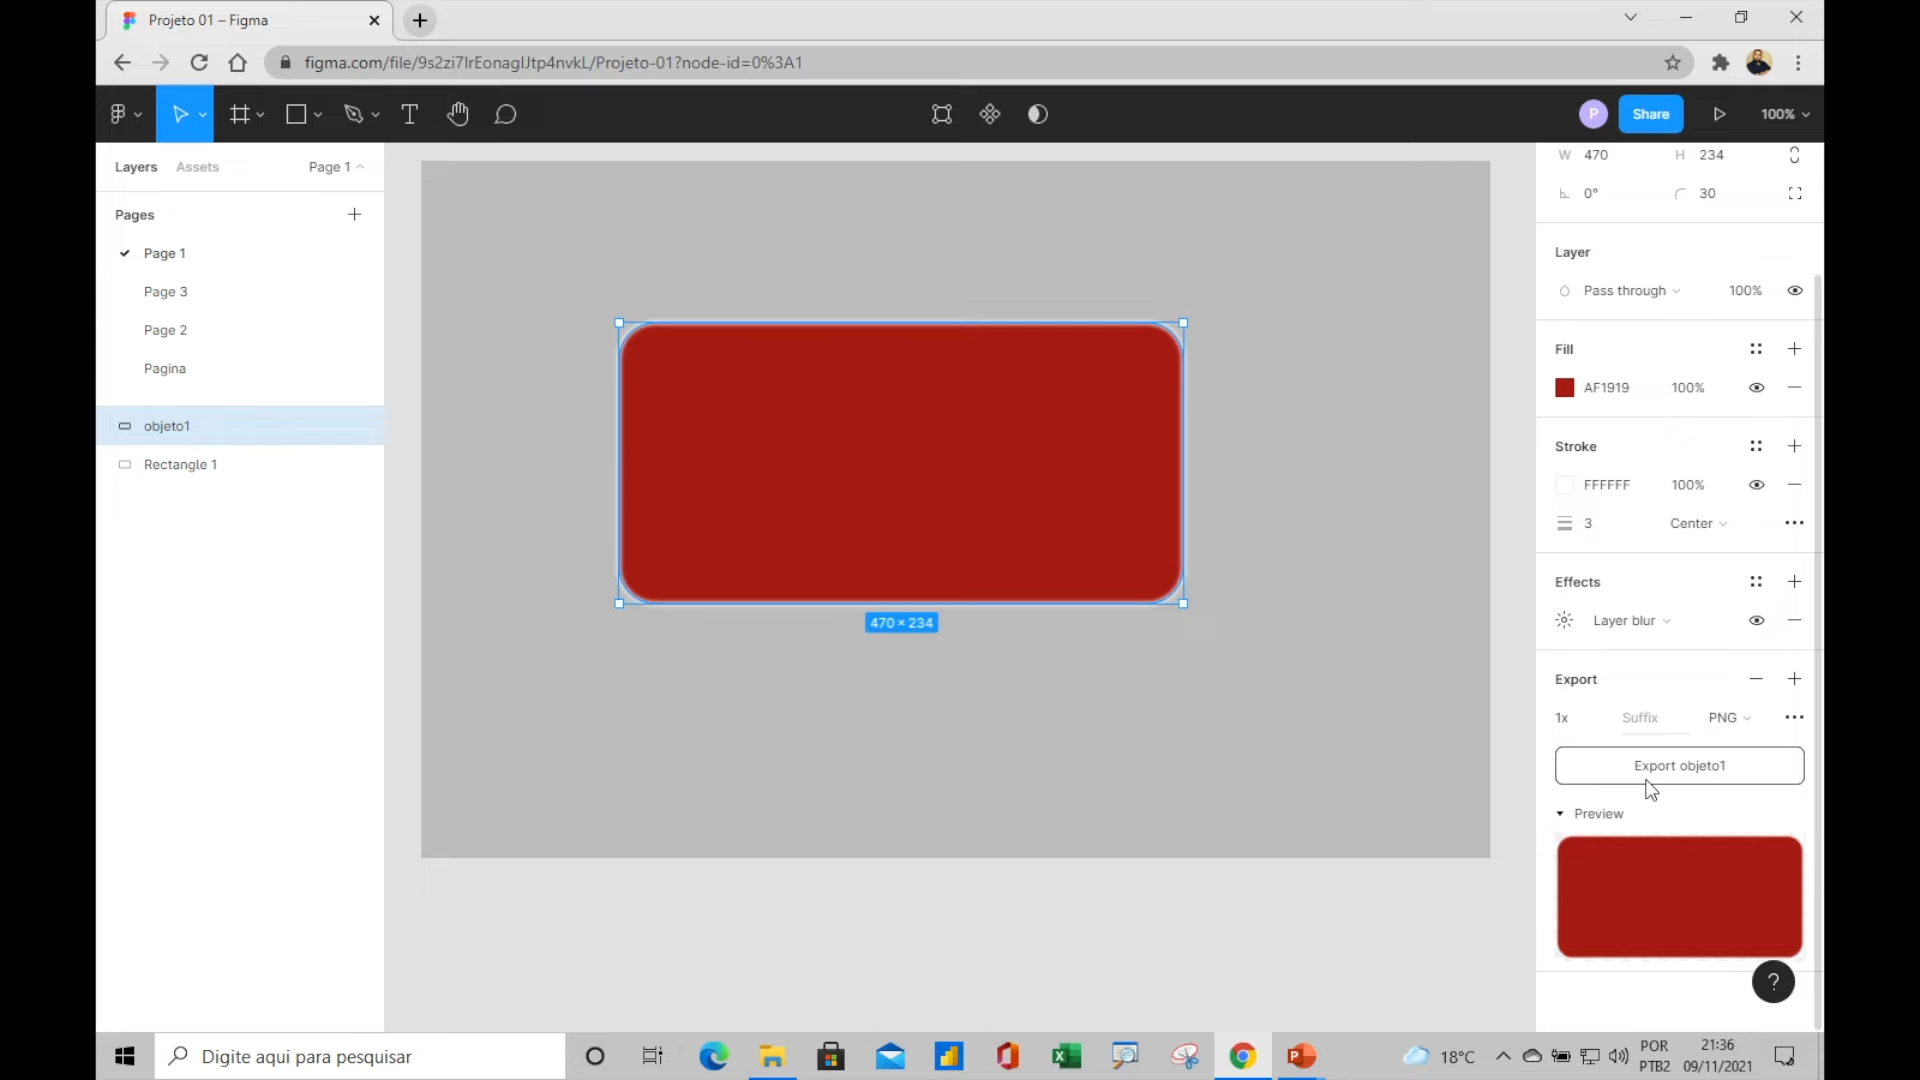 Projeto 01 – Figma
figma.com/file/9s2zi7IrEonagIJtp4nvkL/Projeto-01?node-id=0%3A1
P
Share
100%
Layers
Assets
Page 1
W 470
H 234
0°
30
Pages
Page 1
Page 3
Page 2
Pagina
objeto1
Rectangle 1
470 × 234
Layer
Pass through
100%
Fill
AF1919
100%
Stroke
FFFFFF
100%
3
Center
Effects
Layer blur
Export
1x
Suffix
PNG
Export objeto1
Preview
?
Digite aqui para pesquisar
18°C
POR
PTB2
21:36
09/11/2021